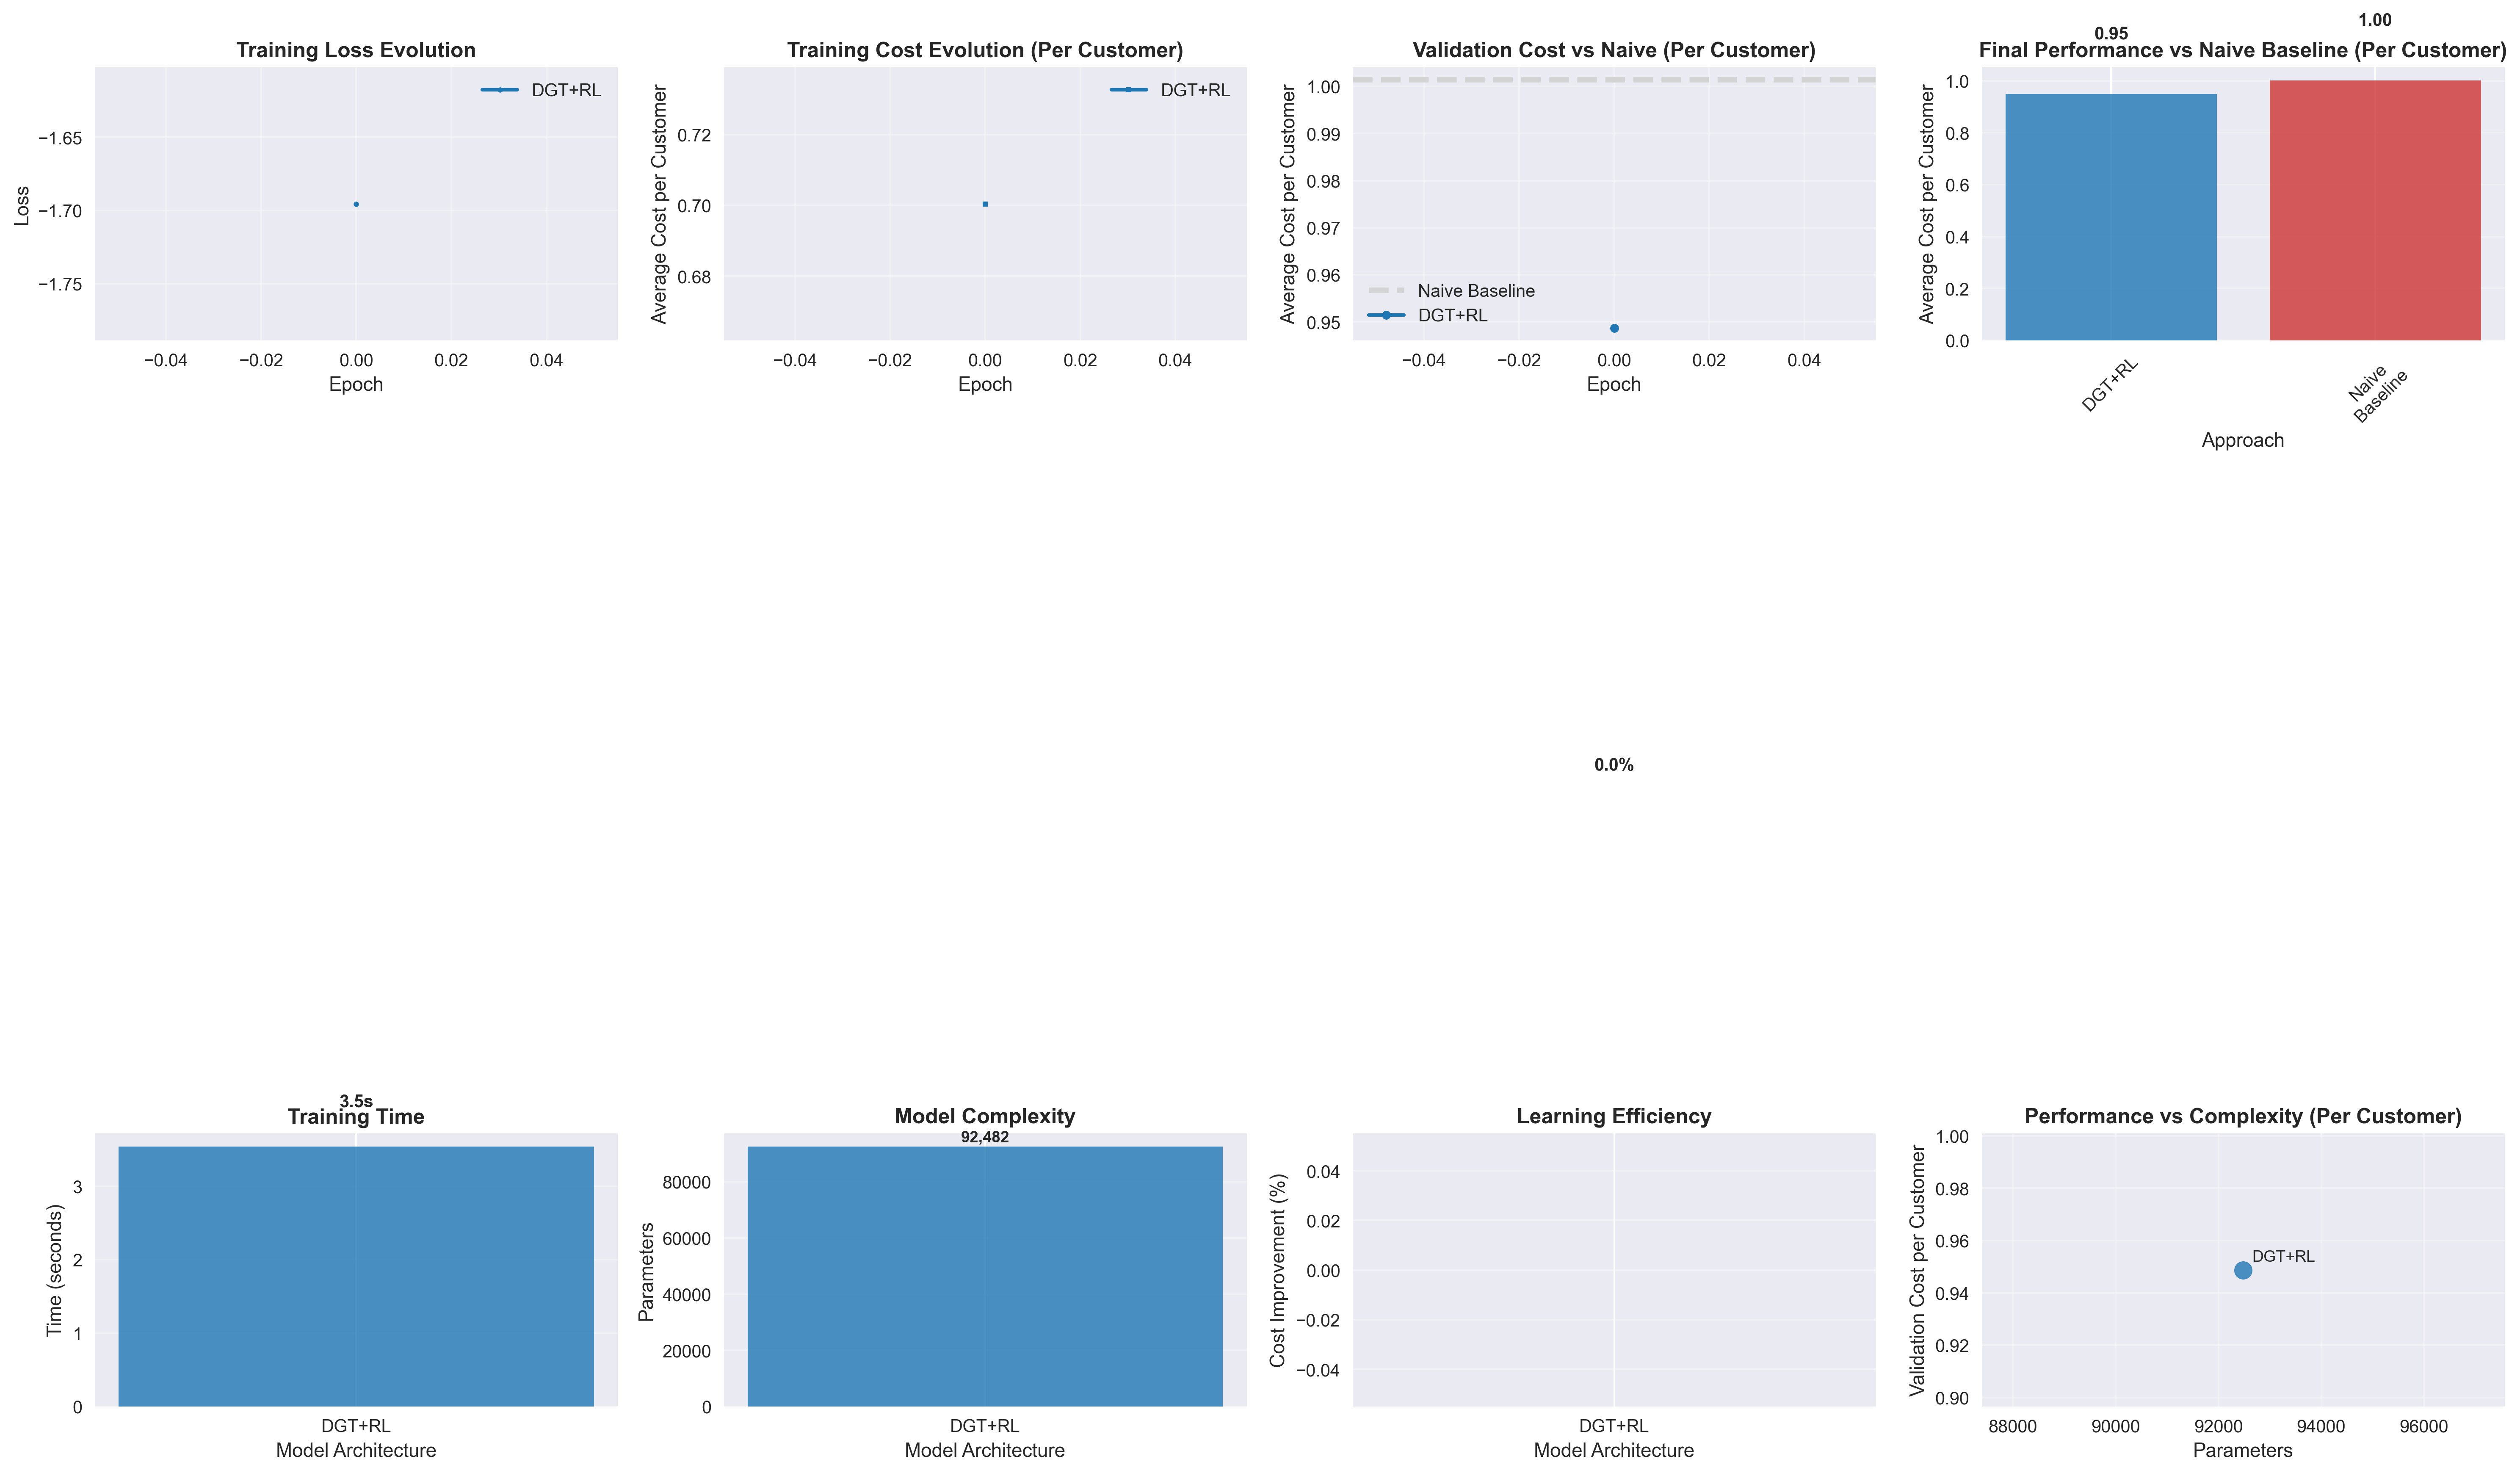 Training Loss Evolution
DGT+RL
−1.65
−1.70
−1.75
Loss
−0.04
−0.02
0.00
0.02
0.04
Epoch
Training Cost Evolution (Per Customer)
DGT+RL
0.72
0.70
0.68
Average Cost per Customer
−0.04
−0.02
0.00
0.02
0.04
Epoch
Validation Cost vs Naive (Per Customer)
1.00
0.99
0.98
0.97
0.96
0.95
Average Cost per Customer
Naive Baseline
DGT+RL
−0.04
−0.02
0.00
0.02
0.04
Epoch
1.00
0.95
Final Performance vs Naive Baseline (Per Customer)
1.0
0.8
0.6
0.4
0.2
0.0
Average Cost per Customer
DGT+RL
Naive
Baseline
Approach
0.0%
3.5s
Training Time
3
2
1
0
Time (seconds)
DGT+RL
Model Architecture
Model Complexity
92,482
80000
60000
40000
20000
0
Parameters
DGT+RL
Model Architecture
Learning Efficiency
0.04
0.02
0.00
−0.02
−0.04
Cost Improvement (%)
DGT+RL
Model Architecture
Performance vs Complexity (Per Customer)
1.00
0.98
0.96
0.94
0.92
0.90
Validation Cost per Customer
DGT+RL
88000
90000
92000
94000
96000
Parameters